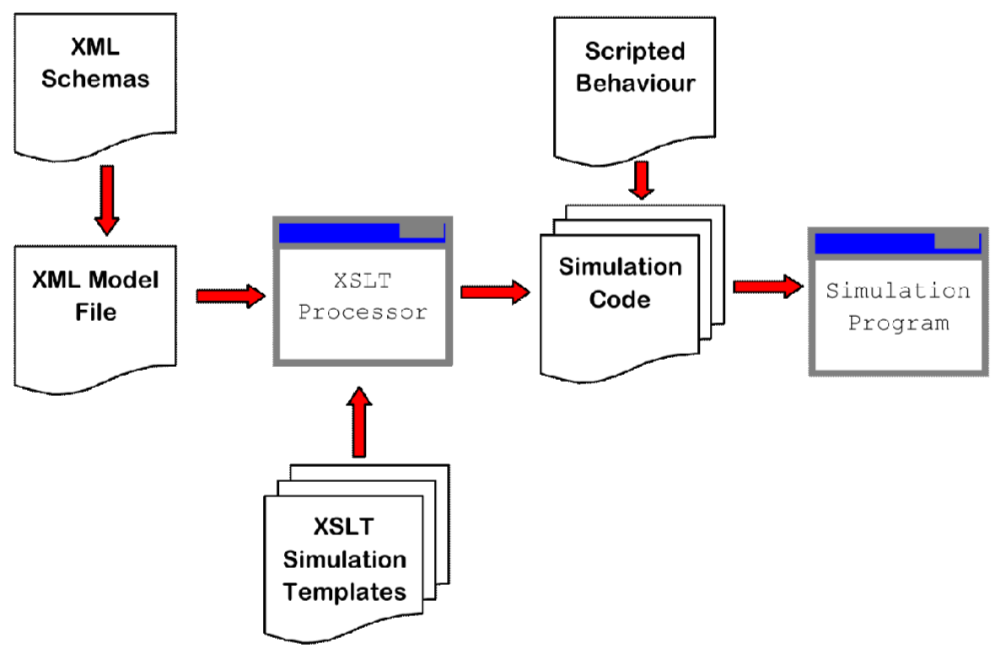 XML
Schemas
Scripted
Behaviour
XML Model
File
XSLT
Processor
Simulation
Code
Simulation
Program
XSLT
Simulation
Templates